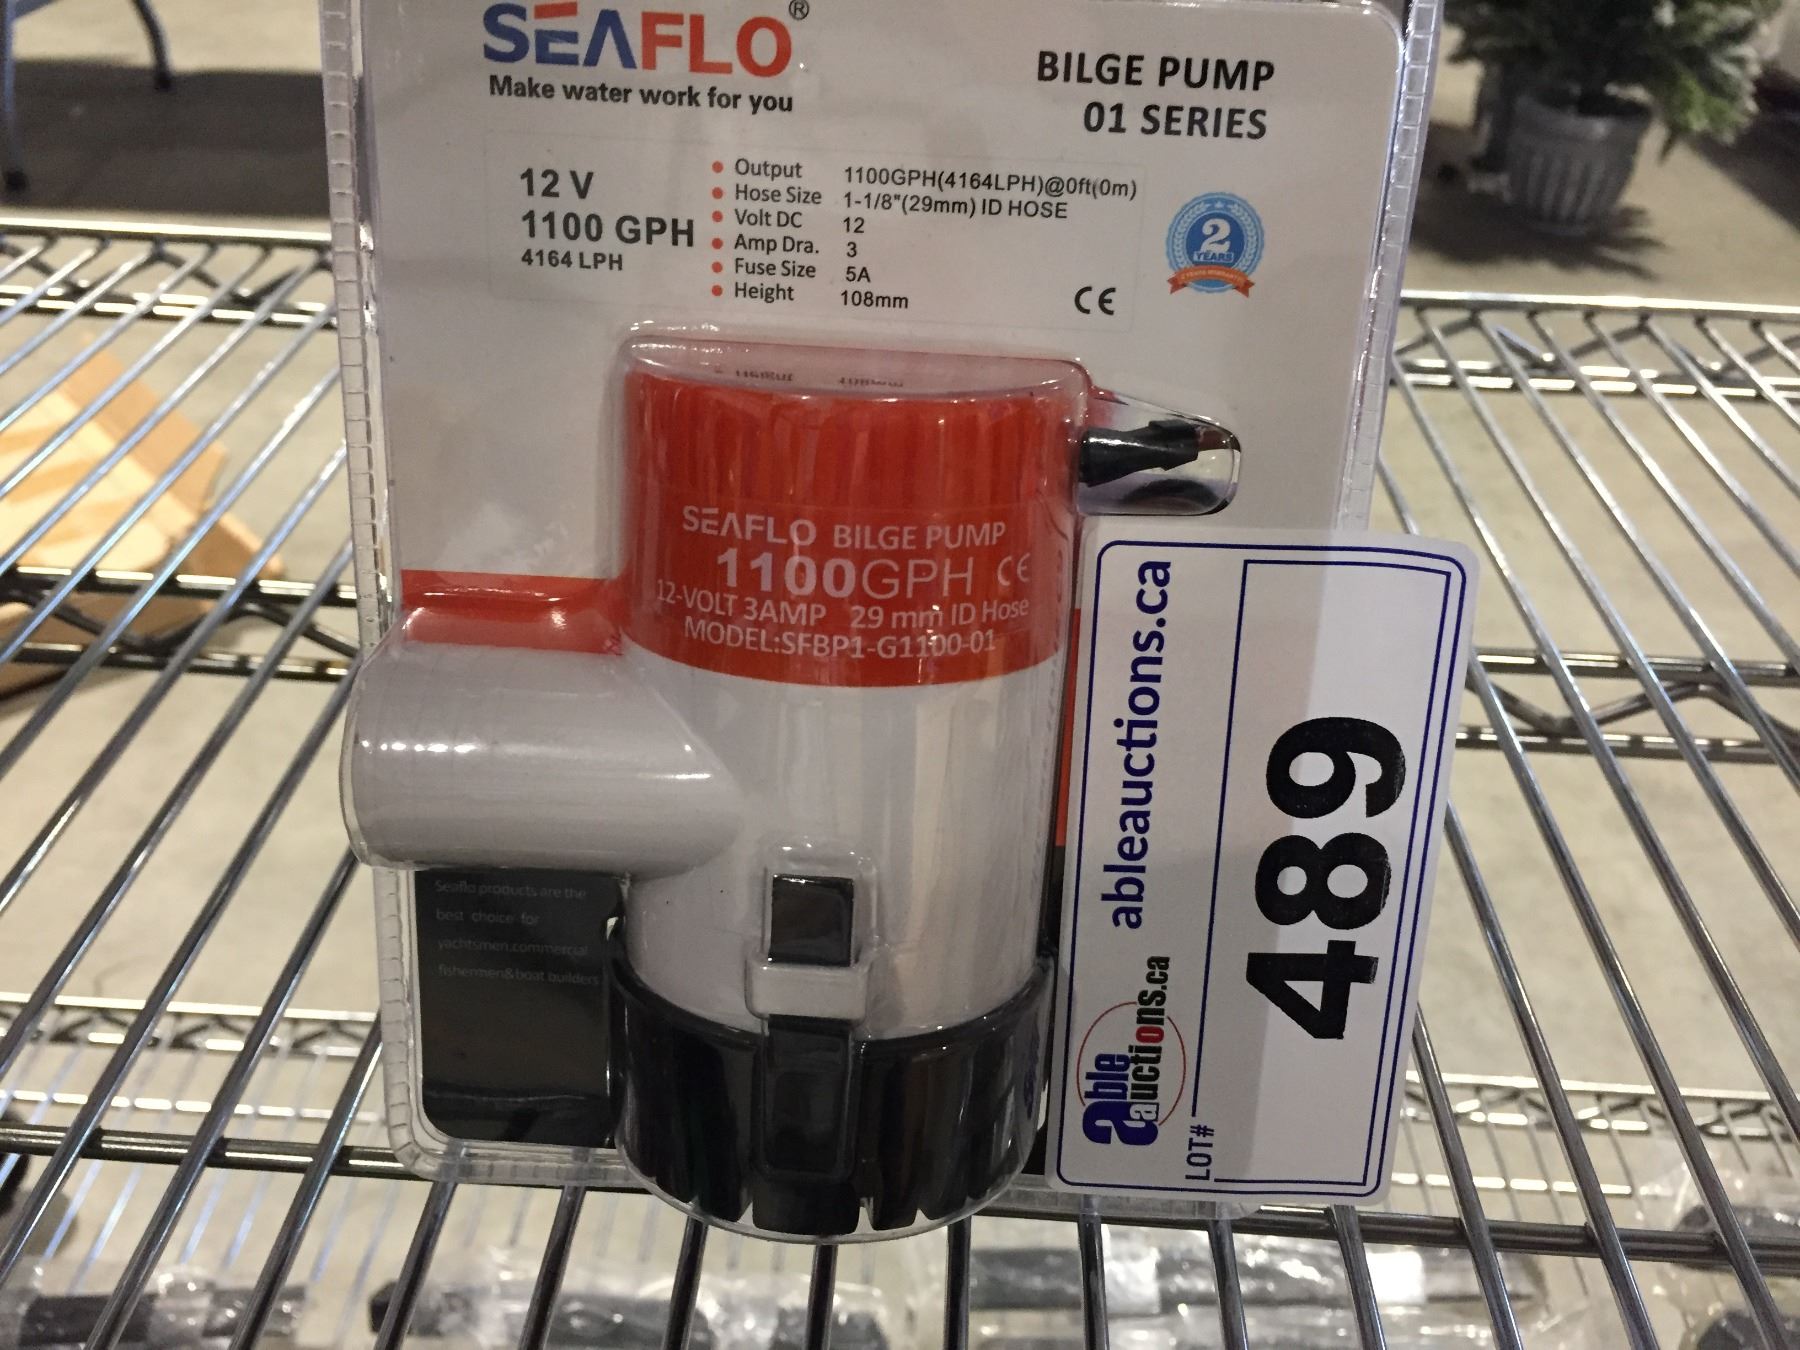 SEAFLO®
Make water work for you
BILGE PUMP
01 SERIES
12 V
1100 GPH
4164 LPH
Output 1100GPH(4164LPH)@0ft(0m)
Hose Size 1-1/8"(29mm) ID HOSE
Volt DC 12
Amp Dra. 3
Fuse Size 5A
Height 108mm
2
YEARS
CE
SEAFLO BILGE PUMP
1100GPH CE
12-VOLT 3AMP 29 mm ID Hose
MODEL:SFBP1-G1100-01
Seaflo products are the
best choice for
yachtsmen.commercial
fishermen&boat builders
ableauctions.ca
able
auctions.ca
LOT#
489